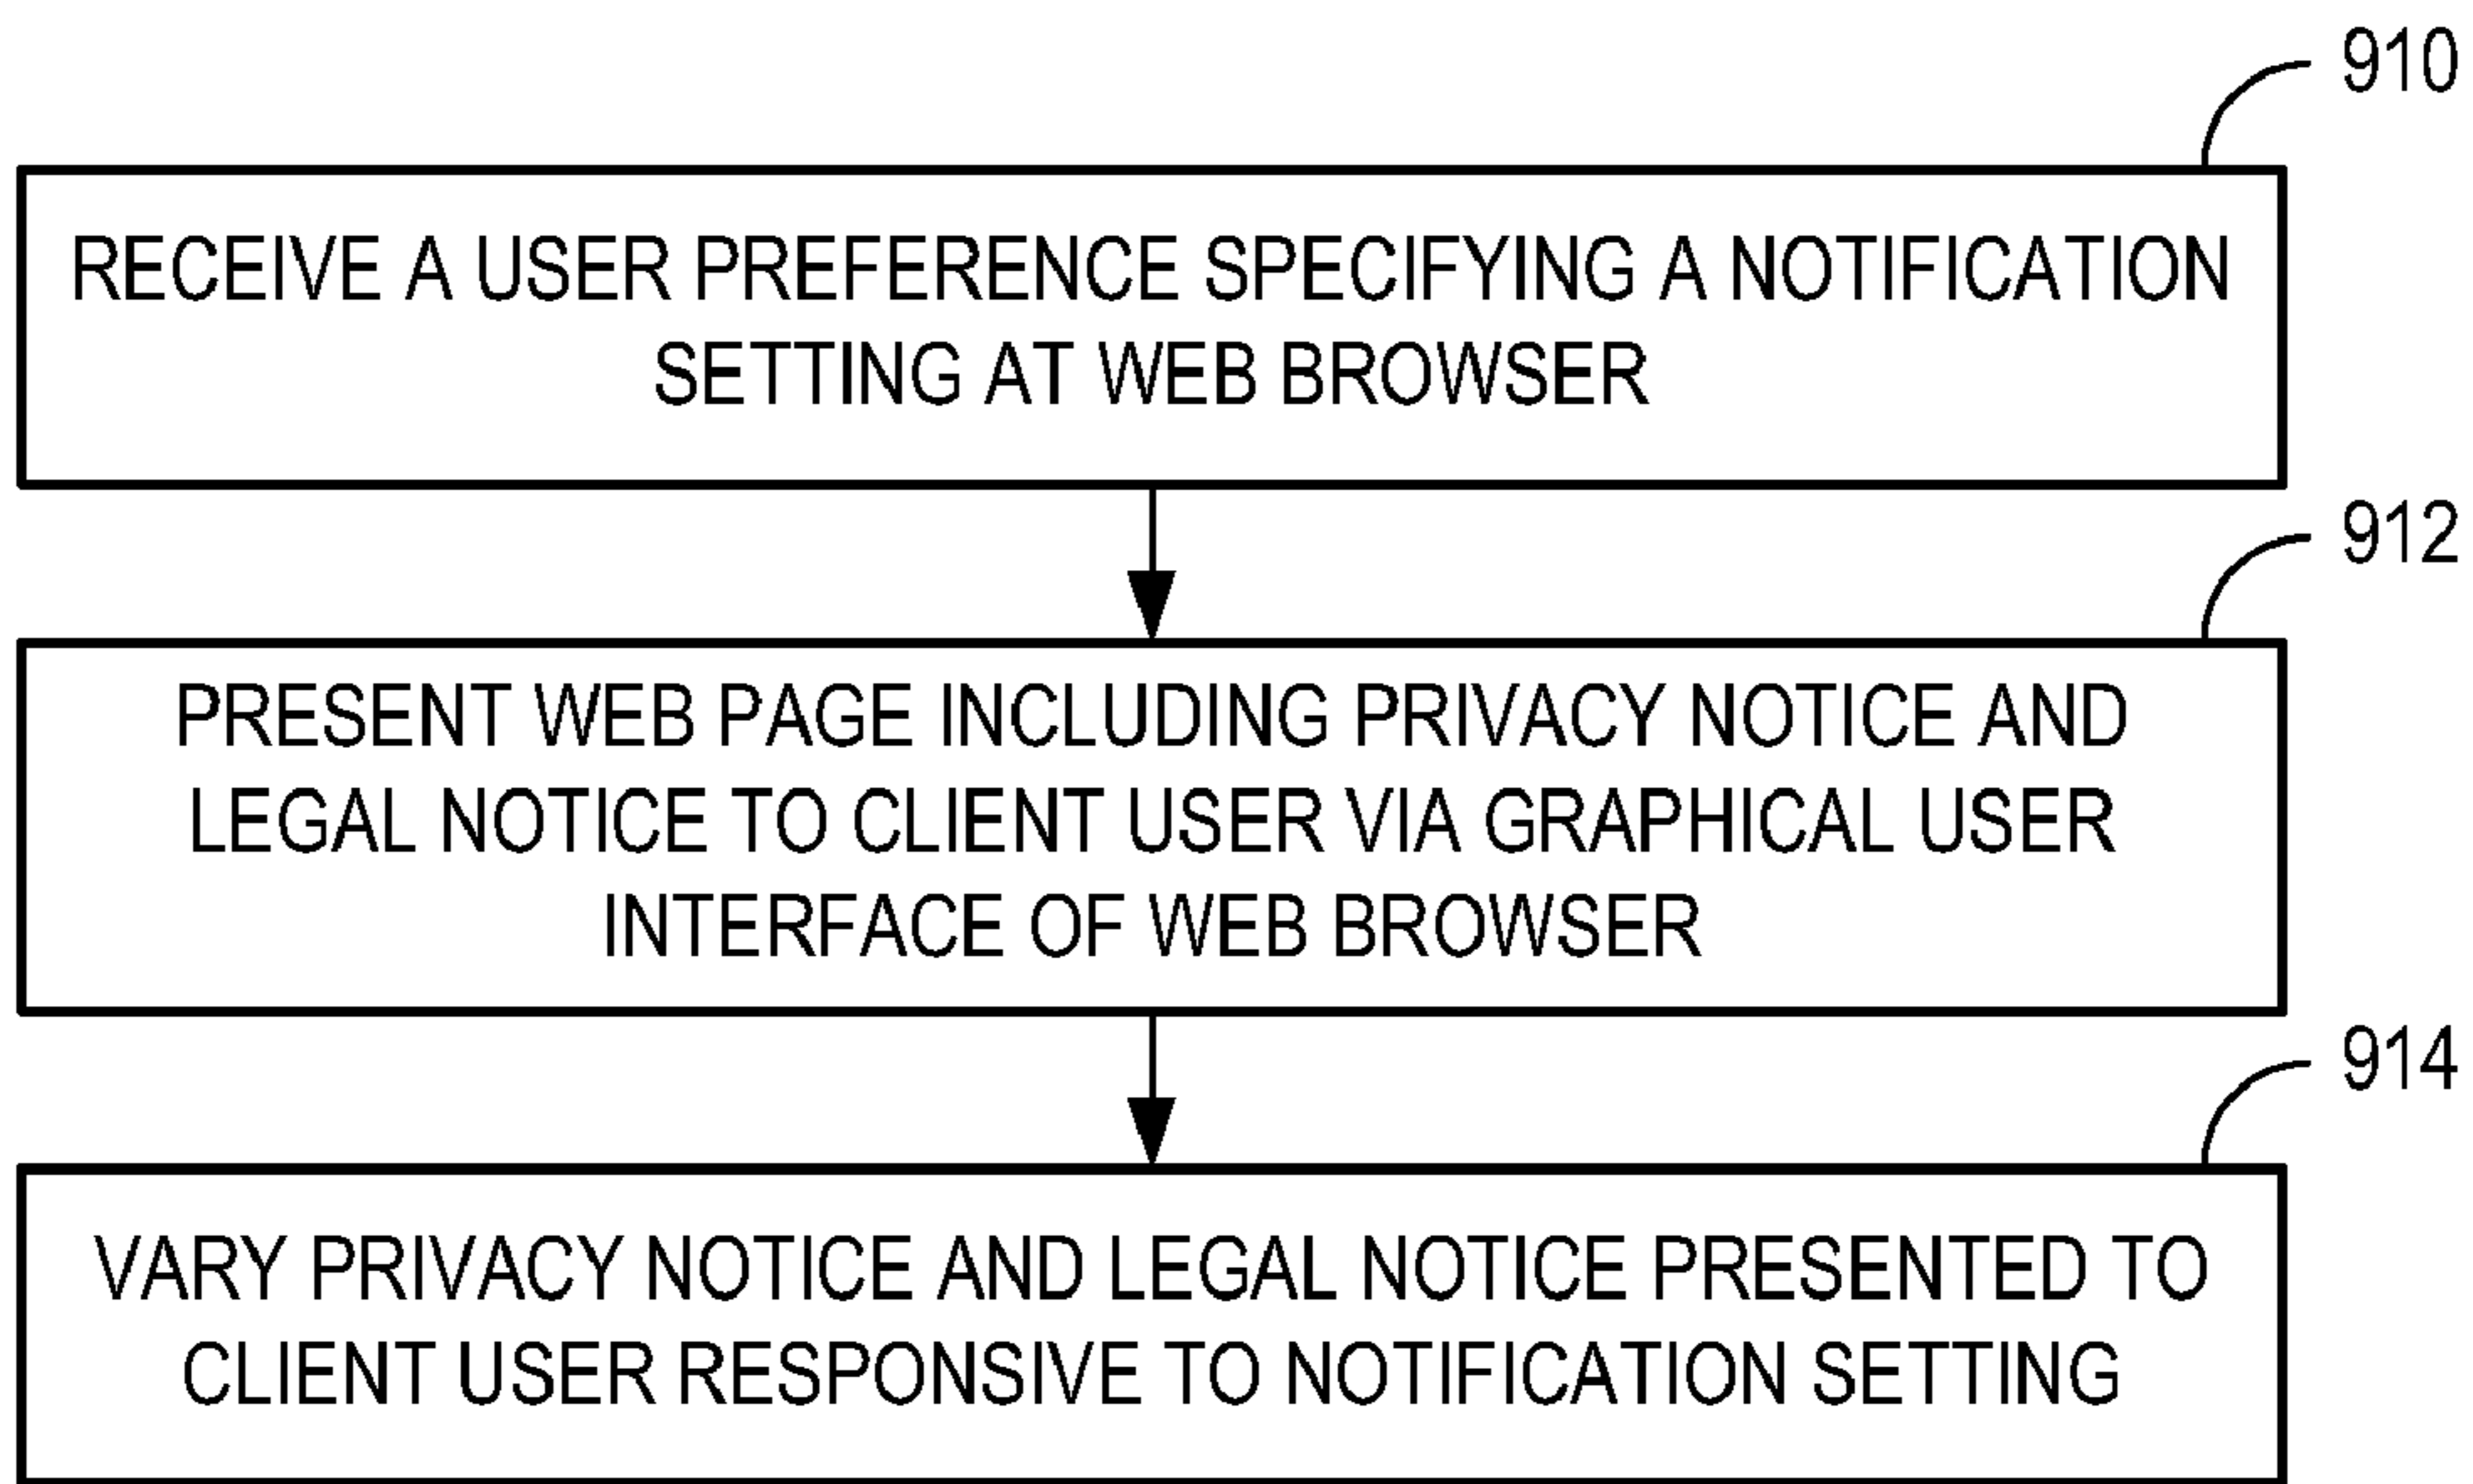 910
RECEIVE A USER PREFERENCE SPECIFYING A NOTIFICATION
SETTING AT WEB BROWSER
912
PRESENT WEB PAGE INCLUDING PRIVACY NOTICE AND
LEGAL NOTICE TO CLIENT USER VIA GRAPHICAL USER
INTERFACE OF WEB BROWSER
914
VARY PRIVACY NOTICE AND LEGAL NOTICE PRESENTED TO
CLIENT USER RESPONSIVE TO NOTIFICATION SETTING